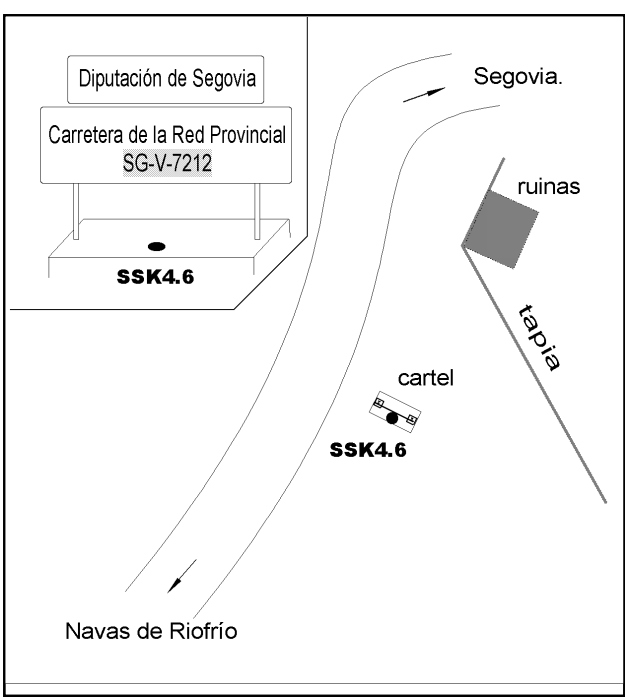 Diputación de Segovia
Carretera de la Red Provincial
SG-V-7212
SSK4.6
Segovia.
ruinas
tapia
cartel
SSK4.6
Navas de Riofrío